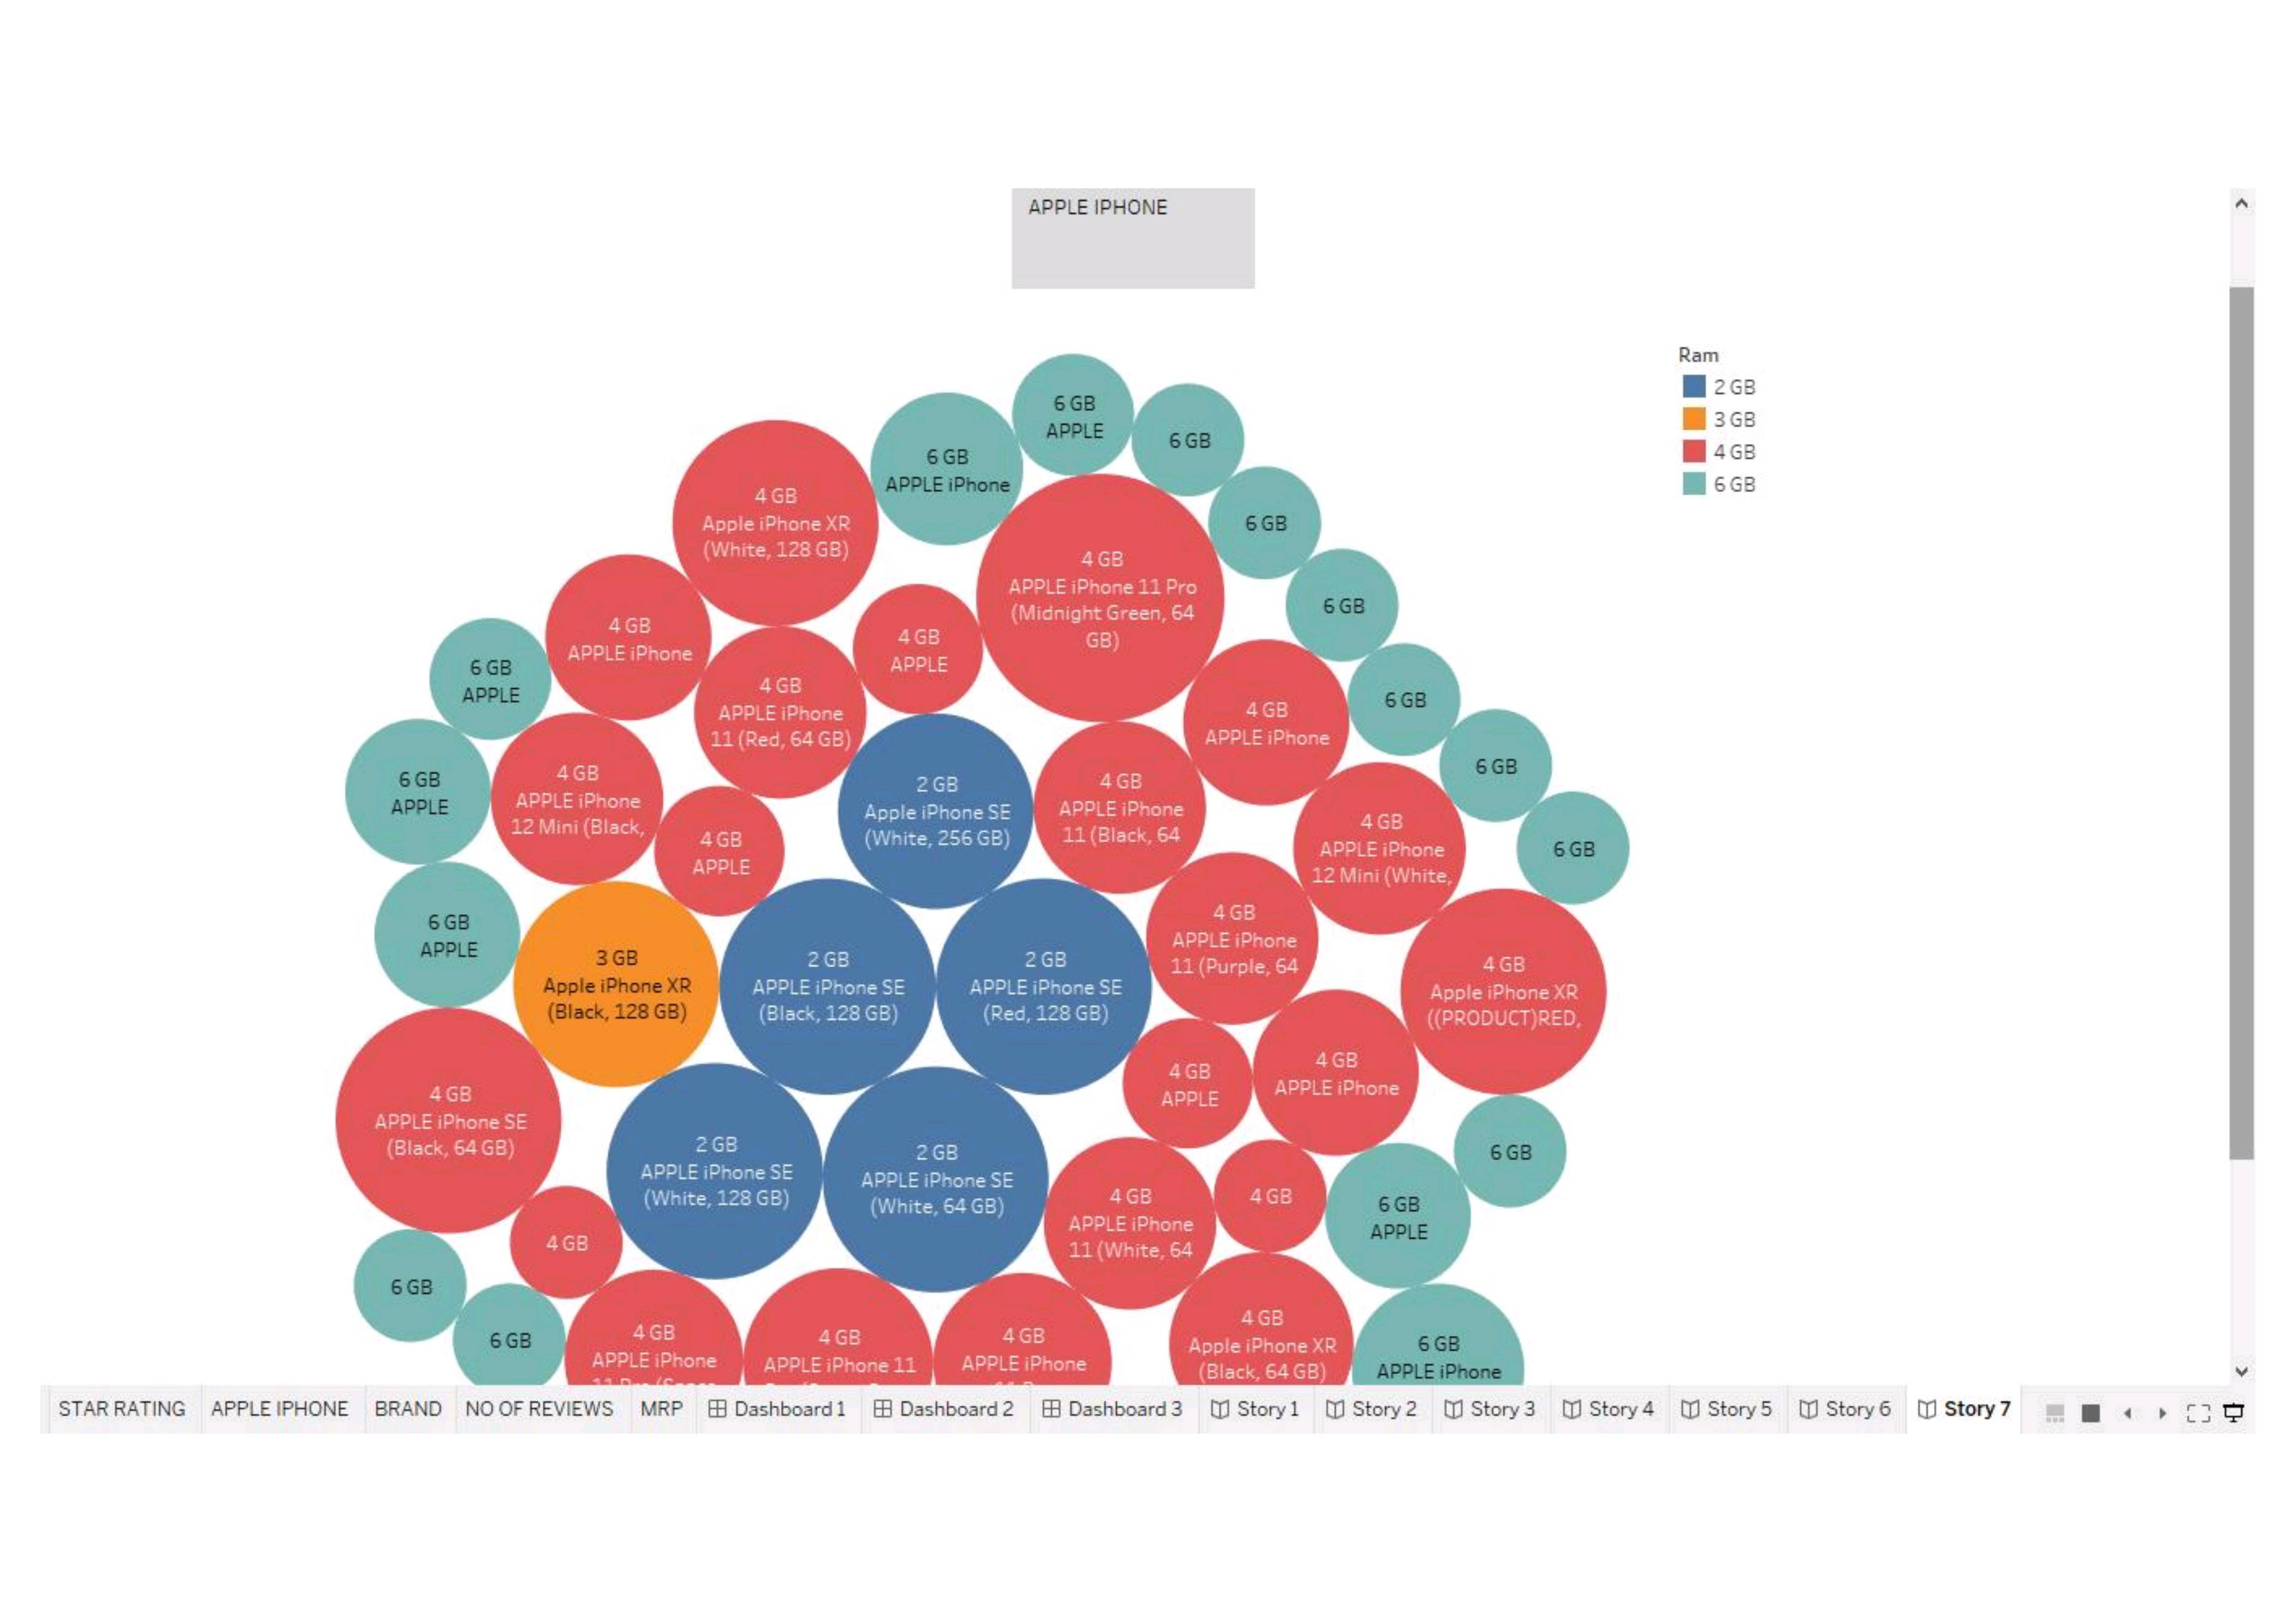 APPLE IPHONE
Ram
2 GB
3 GB
4 GB
6 GB
6 GB
APPLE
6 GB
6 GB
APPLE iPhone
4 GB
Apple iPhone XR
(White, 128 GB)
6 GB
4 GB
APPLE iPhone 11 Pro
(Midnight Green, 64
GB)
6 GB
4 GB
APPLE iPhone
4 GB
APPLE
6 GB
APPLE
4 GB
APPLE iPhone
11 (Red, 64 GB)
6 GB
4 GB
APPLE iPhone
6 GB
6 GB
APPLE
4 GB
APPLE iPhone
12 Mini (Black,
4 GB
APPLE
2 GB
Apple iPhone SE
(White, 256 GB)
4 GB
APPLE iPhone
11 (Black, 64
4 GB
APPLE iPhone
12 Mini (White,
6 GB
6 GB
APPLE
3 GB
Apple iPhone XR
(Black, 128 GB)
2 GB
APPLE iPhone SE
(Black, 128 GB)
2 GB
APPLE iPhone SE
(Red, 128 GB)
4 GB
APPLE iPhone
11 (Purple, 64
4 GB
Apple iPhone XR
((PRODUCT)RED,
4 GB
APPLE
4 GB
APPLE iPhone
4 GB
APPLE iPhone SE
(Black, 64 GB)
2 GB
APPLE iPhone SE
(White, 128 GB)
2 GB
APPLE iPhone SE
(White, 64 GB)
6 GB
4 GB
APPLE iPhone
11 (White, 64
4 GB
6 GB
APPLE
4 GB
6 GB
6 GB
4 GB
APPLE iPhone
4 GB
APPLE iPhone 11
4 GB
APPLE iPhone
4 GB
Apple iPhone XR
(Black, 64 GB)
6 GB
APPLE iPhone
STAR RATING
APPLE IPHONE
BRAND
NO OF REVIEWS
MRP
Dashboard 1
Dashboard 2
Dashboard 3
Story 1
Story 2
Story 3
Story 4
Story 5
Story 6
Story 7